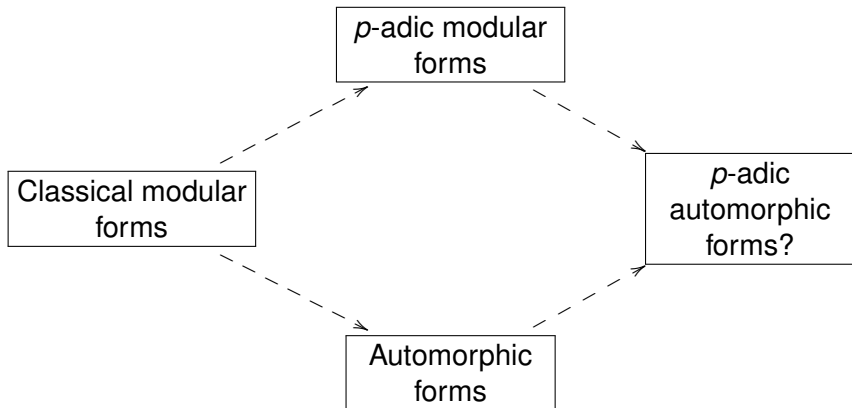 p-adic modular
forms
Classical modular
forms
p-adic
automorphic
forms?
Automorphic
forms